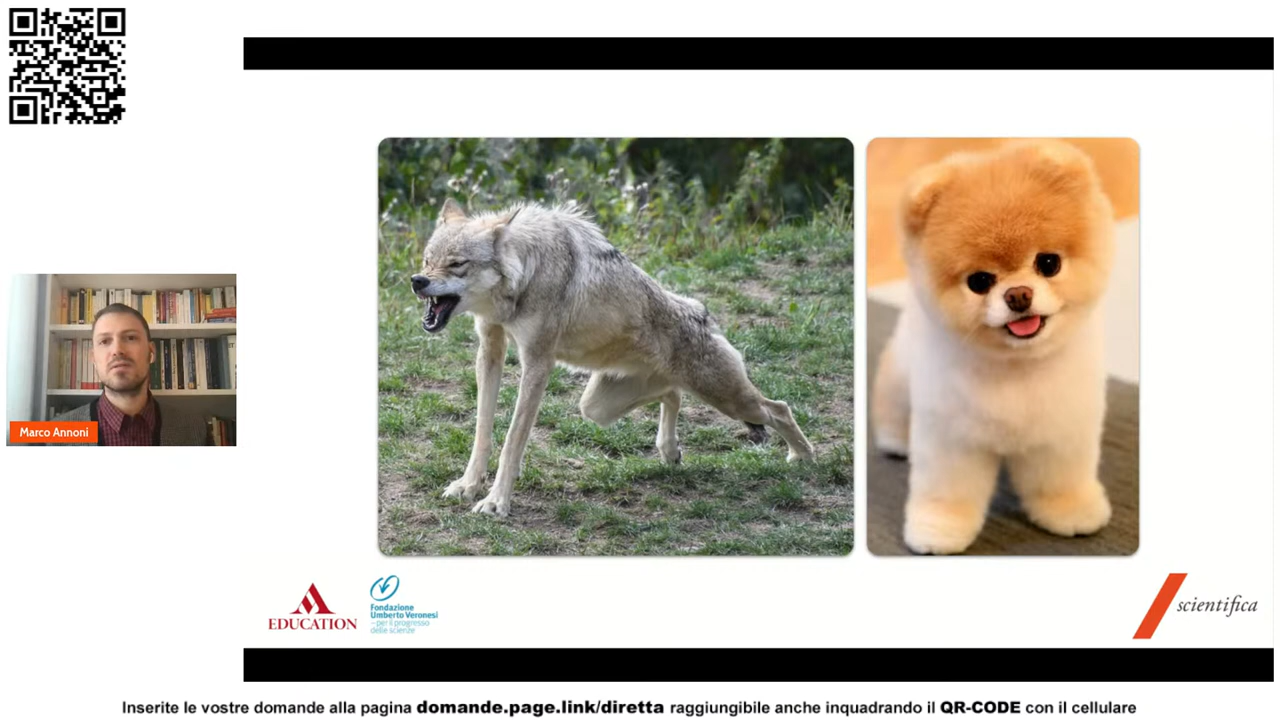 Marco Annoni
EDUCATION
Fondazione
Umberto Veronesi
–per il progresso
delle scienze
scientifica
Inserite le vostre domande alla pagina domande.page.link/diretta raggiungibile anche inquadrando il QR-CODE con il cellulare